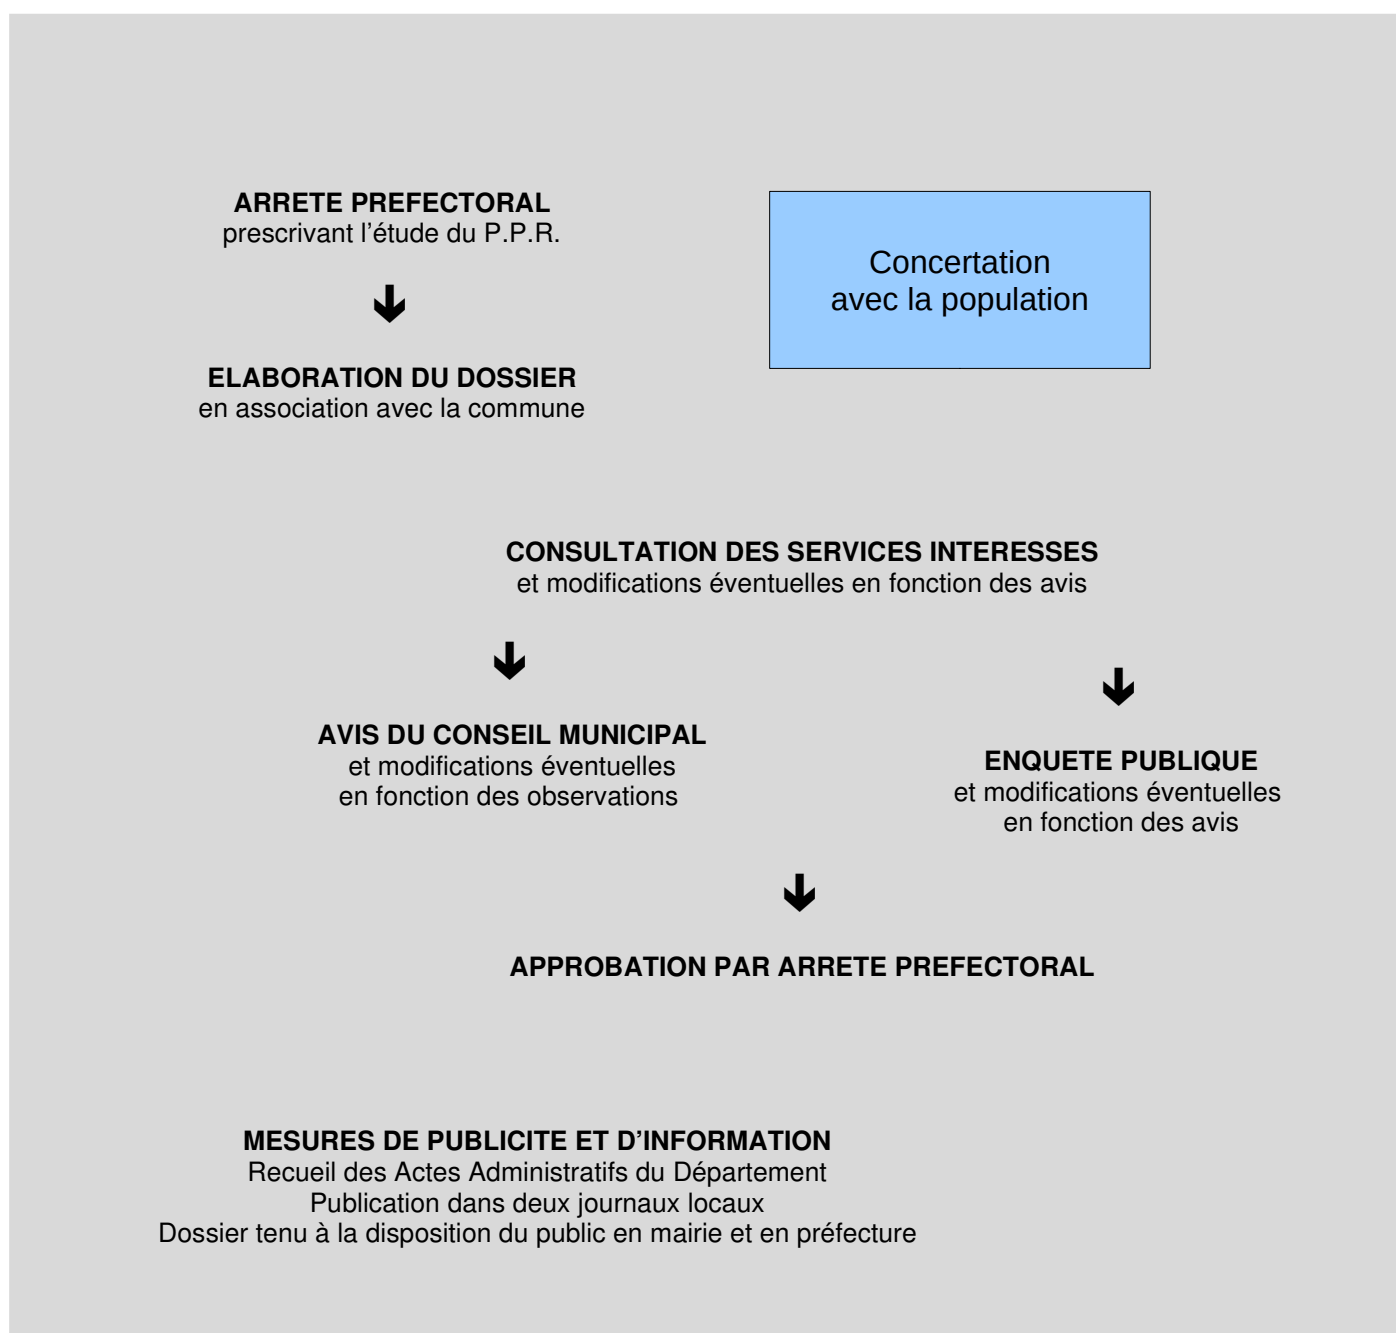 ARRETE PREFECTORAL
prescrivant l'étude du P.P.R.
Concertation
avec la population
ELABORATION DU DOSSIER
en association avec la commune
CONSULTATION DES SERVICES INTERESSES
et modifications éventuelles en fonction des avis
AVIS DU CONSEIL MUNICIPAL
et modifications éventuelles
en fonction des observations
ENQUETE PUBLIQUE
et modifications éventuelles
en fonction des avis
APPROBATION PAR ARRETE PREFECTORAL
MESURES DE PUBLICITE ET D'INFORMATION
Recueil des Actes Administratifs du Département
Publication dans deux journaux locaux
Dossier tenu à la disposition du public en mairie et en préfecture